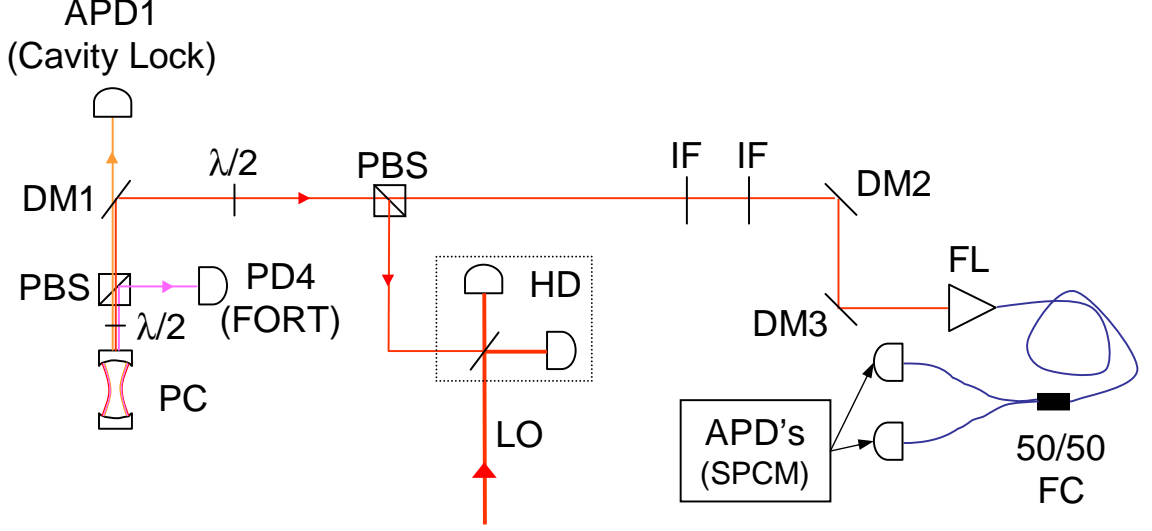 APD1
(Cavity Lock)
λ/2
PBS
IF
IF
DM1
DM2
PBS
PD4
(FORT)
HD
FL
λ/2
DM3
PC
LO
APD's
(SPCM)
50/50
FC